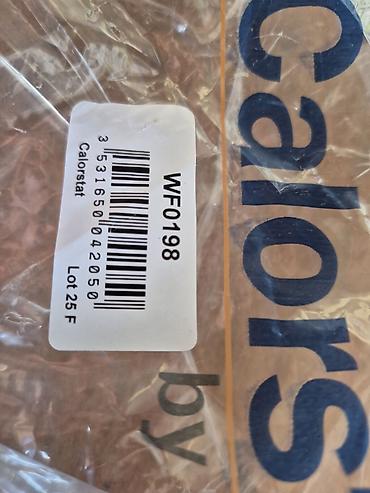 CalorS
by
WF0198
3 531650 042050
Calorstat Lot 25 F